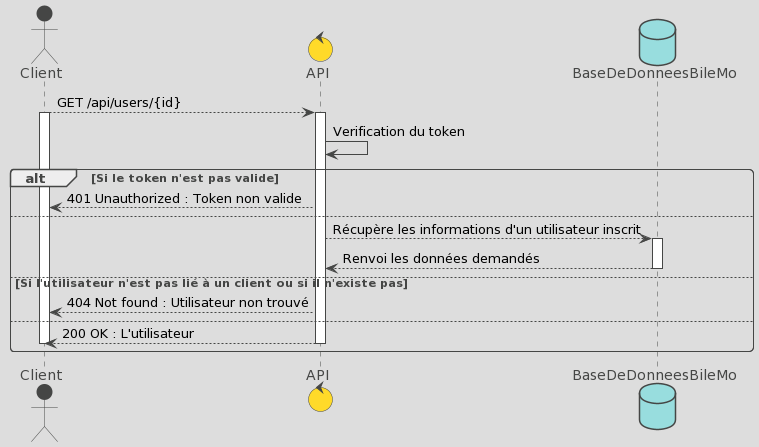 Client
API
BaseDeDonneesBileMo
GET /api/users/{id}
Verification du token
alt
[Si le token n'est pas valide]
401 Unauthorized : Token non valide
Récupère les informations d'un utilisateur inscrit
Renvoi les données demandés
[Si l'utilisateur n'est pas lié à un client ou si il n'existe pas]
404 Not found : Utilisateur non trouvé
200 OK : L'utilisateur
Client
API
BaseDeDonneesBileMo